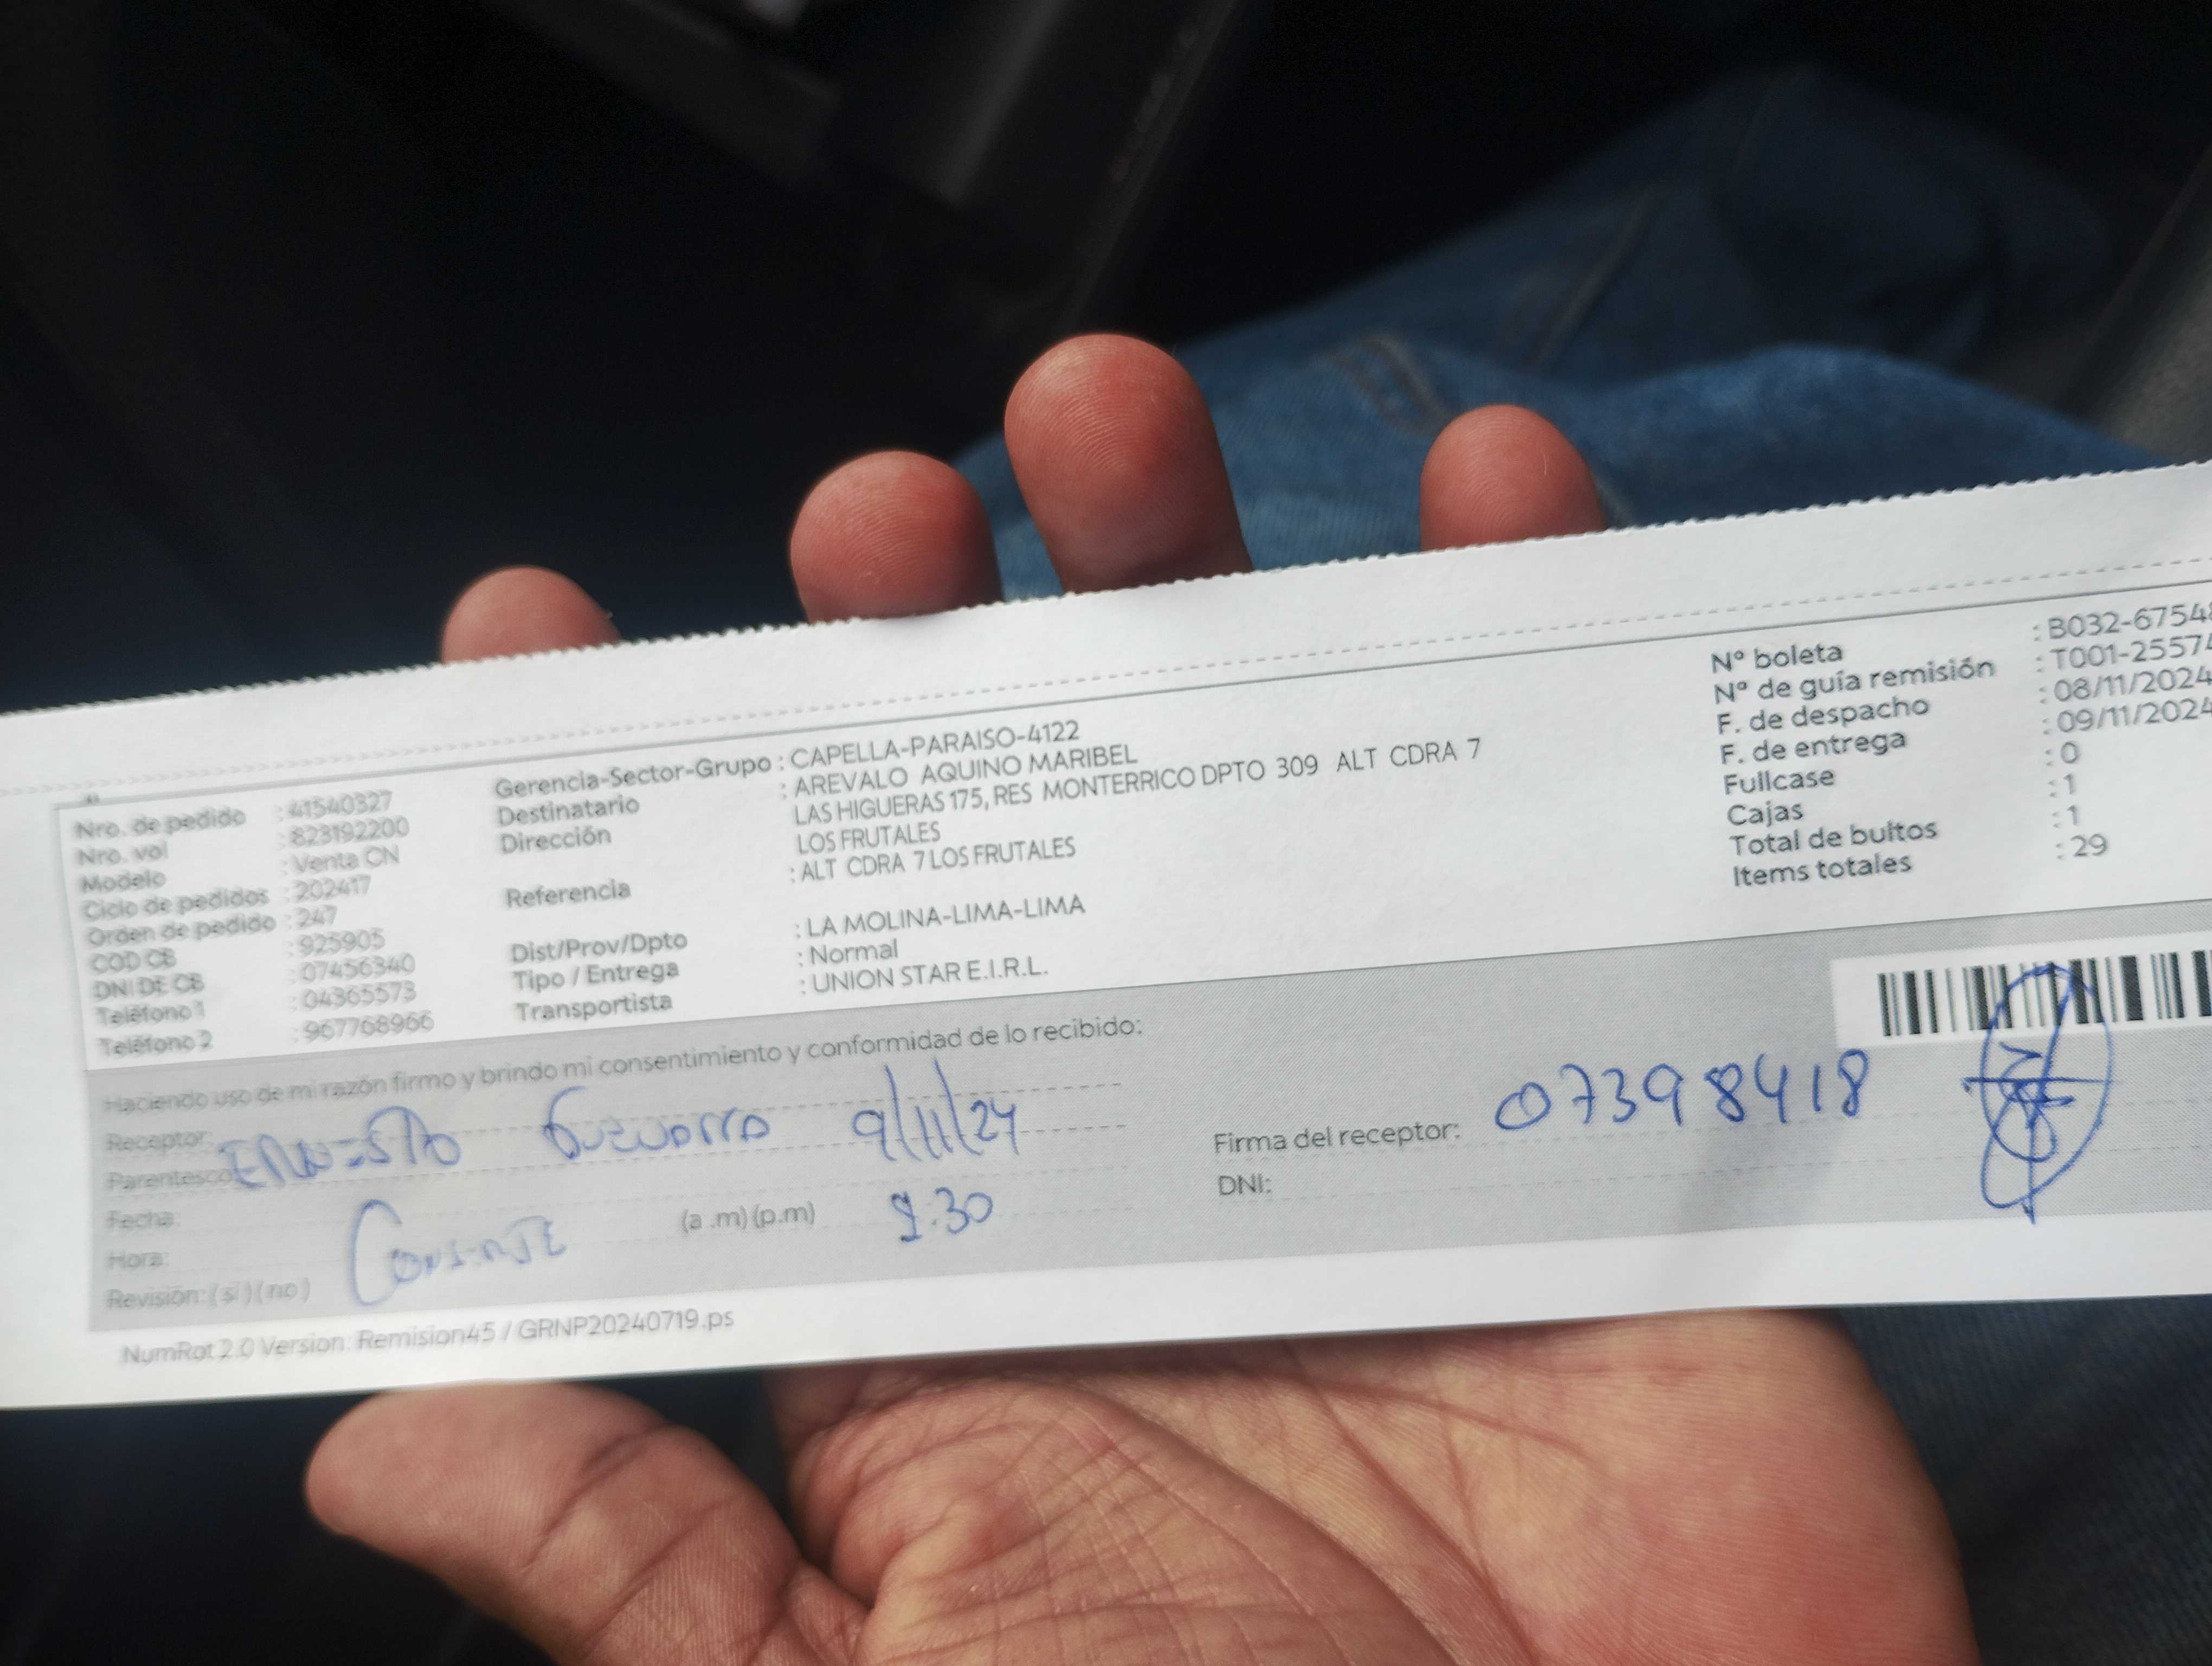 Nro. de pedido : 41540327
Nro. vol : 823192200
Modelo : Venta CN
Ciclo de pedidos : 202417
Orden de pedido : 247
COD CB : 925905
DNI DE CB : 07456340
Teléfono 1 : 04365573
Teléfono 2 : 967768966
Gerencia-Sector-Grupo : CAPELLA-PARAISO-4122
Destinatario : AREVALO AQUINO MARIBEL
Dirección LAS HIGUERAS 175, RES MONTERRICO DPTO 309 ALT CDRA 7
LOS FRUTALES
Referencia : ALT CDRA 7 LOS FRUTALES
Dist/Prov/Dpto : LA MOLINA-LIMA-LIMA
Tipo / Entrega : Normal
Transportista : UNION STAR E.I.R.L.
Nº boleta : B032-6754
Nº de guía remisión : T001-25574
F. de despacho : 08/11/2024
F. de entrega : 09/11/2024
Fullcase : 0
Cajas : 1
Total de bultos : 1
Items totales : 29
Haciendo uso de mi razón firmo y brindo mi consentimiento y conformidad de lo recibido:
Receptor:
Parentesco ERNESTO 9/11/24
Fecha:
Hora: (a .m) (p.m) :30
Revisión: ( si ) ( no )
Firma del receptor: 07398418
DNI:
NumRot 2.0 Version: Remision45 / GRNP20240719.ps